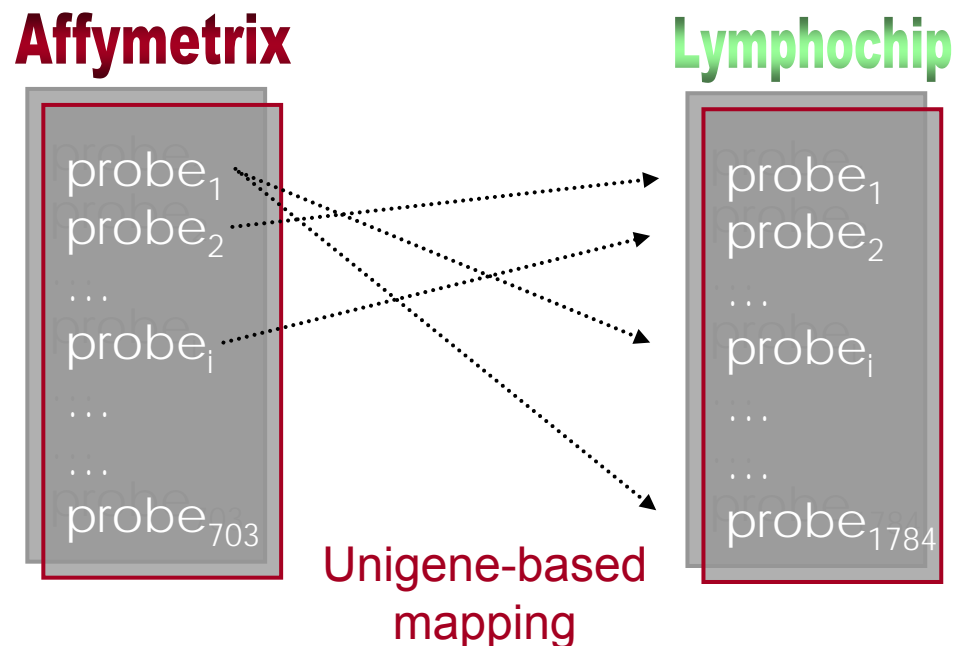 Affymetrix
probe₁
probe₂
...
probeᵢ
...
...
probe₇₀₃
Lymphochip
probe₁
probe₂
...
probeᵢ
...
...
probe₁₇₈₄
Unigene-based
mapping